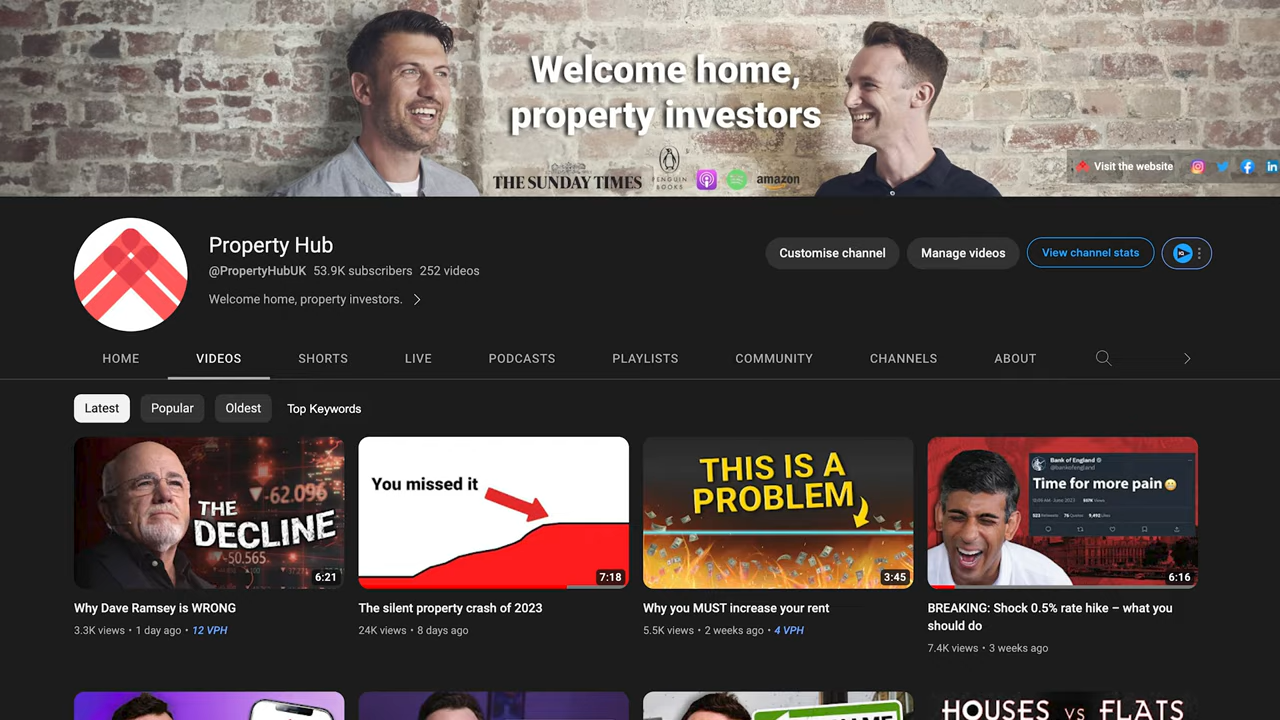 Welcome home,
property investors
THE SUNDAY TIMES
PENGUIN
BOOKS
amazon
Visit the website
Property Hub
@PropertyHubUK 53.9K subscribers 252 videos
Welcome home, property investors.
Customise channel
Manage videos
View channel stats
HOME
VIDEOS
SHORTS
LIVE
PODCASTS
PLAYLISTS
COMMUNITY
CHANNELS
ABOUT
Latest
Popular
Oldest
Top Keywords
THE
DECLINE
▼-62.096
▼-50.565
6:21
Why Dave Ramsey is WRONG
3.3K views • 1 day ago • 12 VPH
You missed it
7:18
The silent property crash of 2023
24K views • 8 days ago
THIS IS A
PROBLEM
3:45
Why you MUST increase your rent
5.5K views • 2 weeks ago • 4 VPH
Bank of England
@bankofengland
Time for more pain😬
6:16
BREAKING: Shock 0.5% rate hike – what you
should do
7.4K views • 3 weeks ago
HOUSES VS FLATS